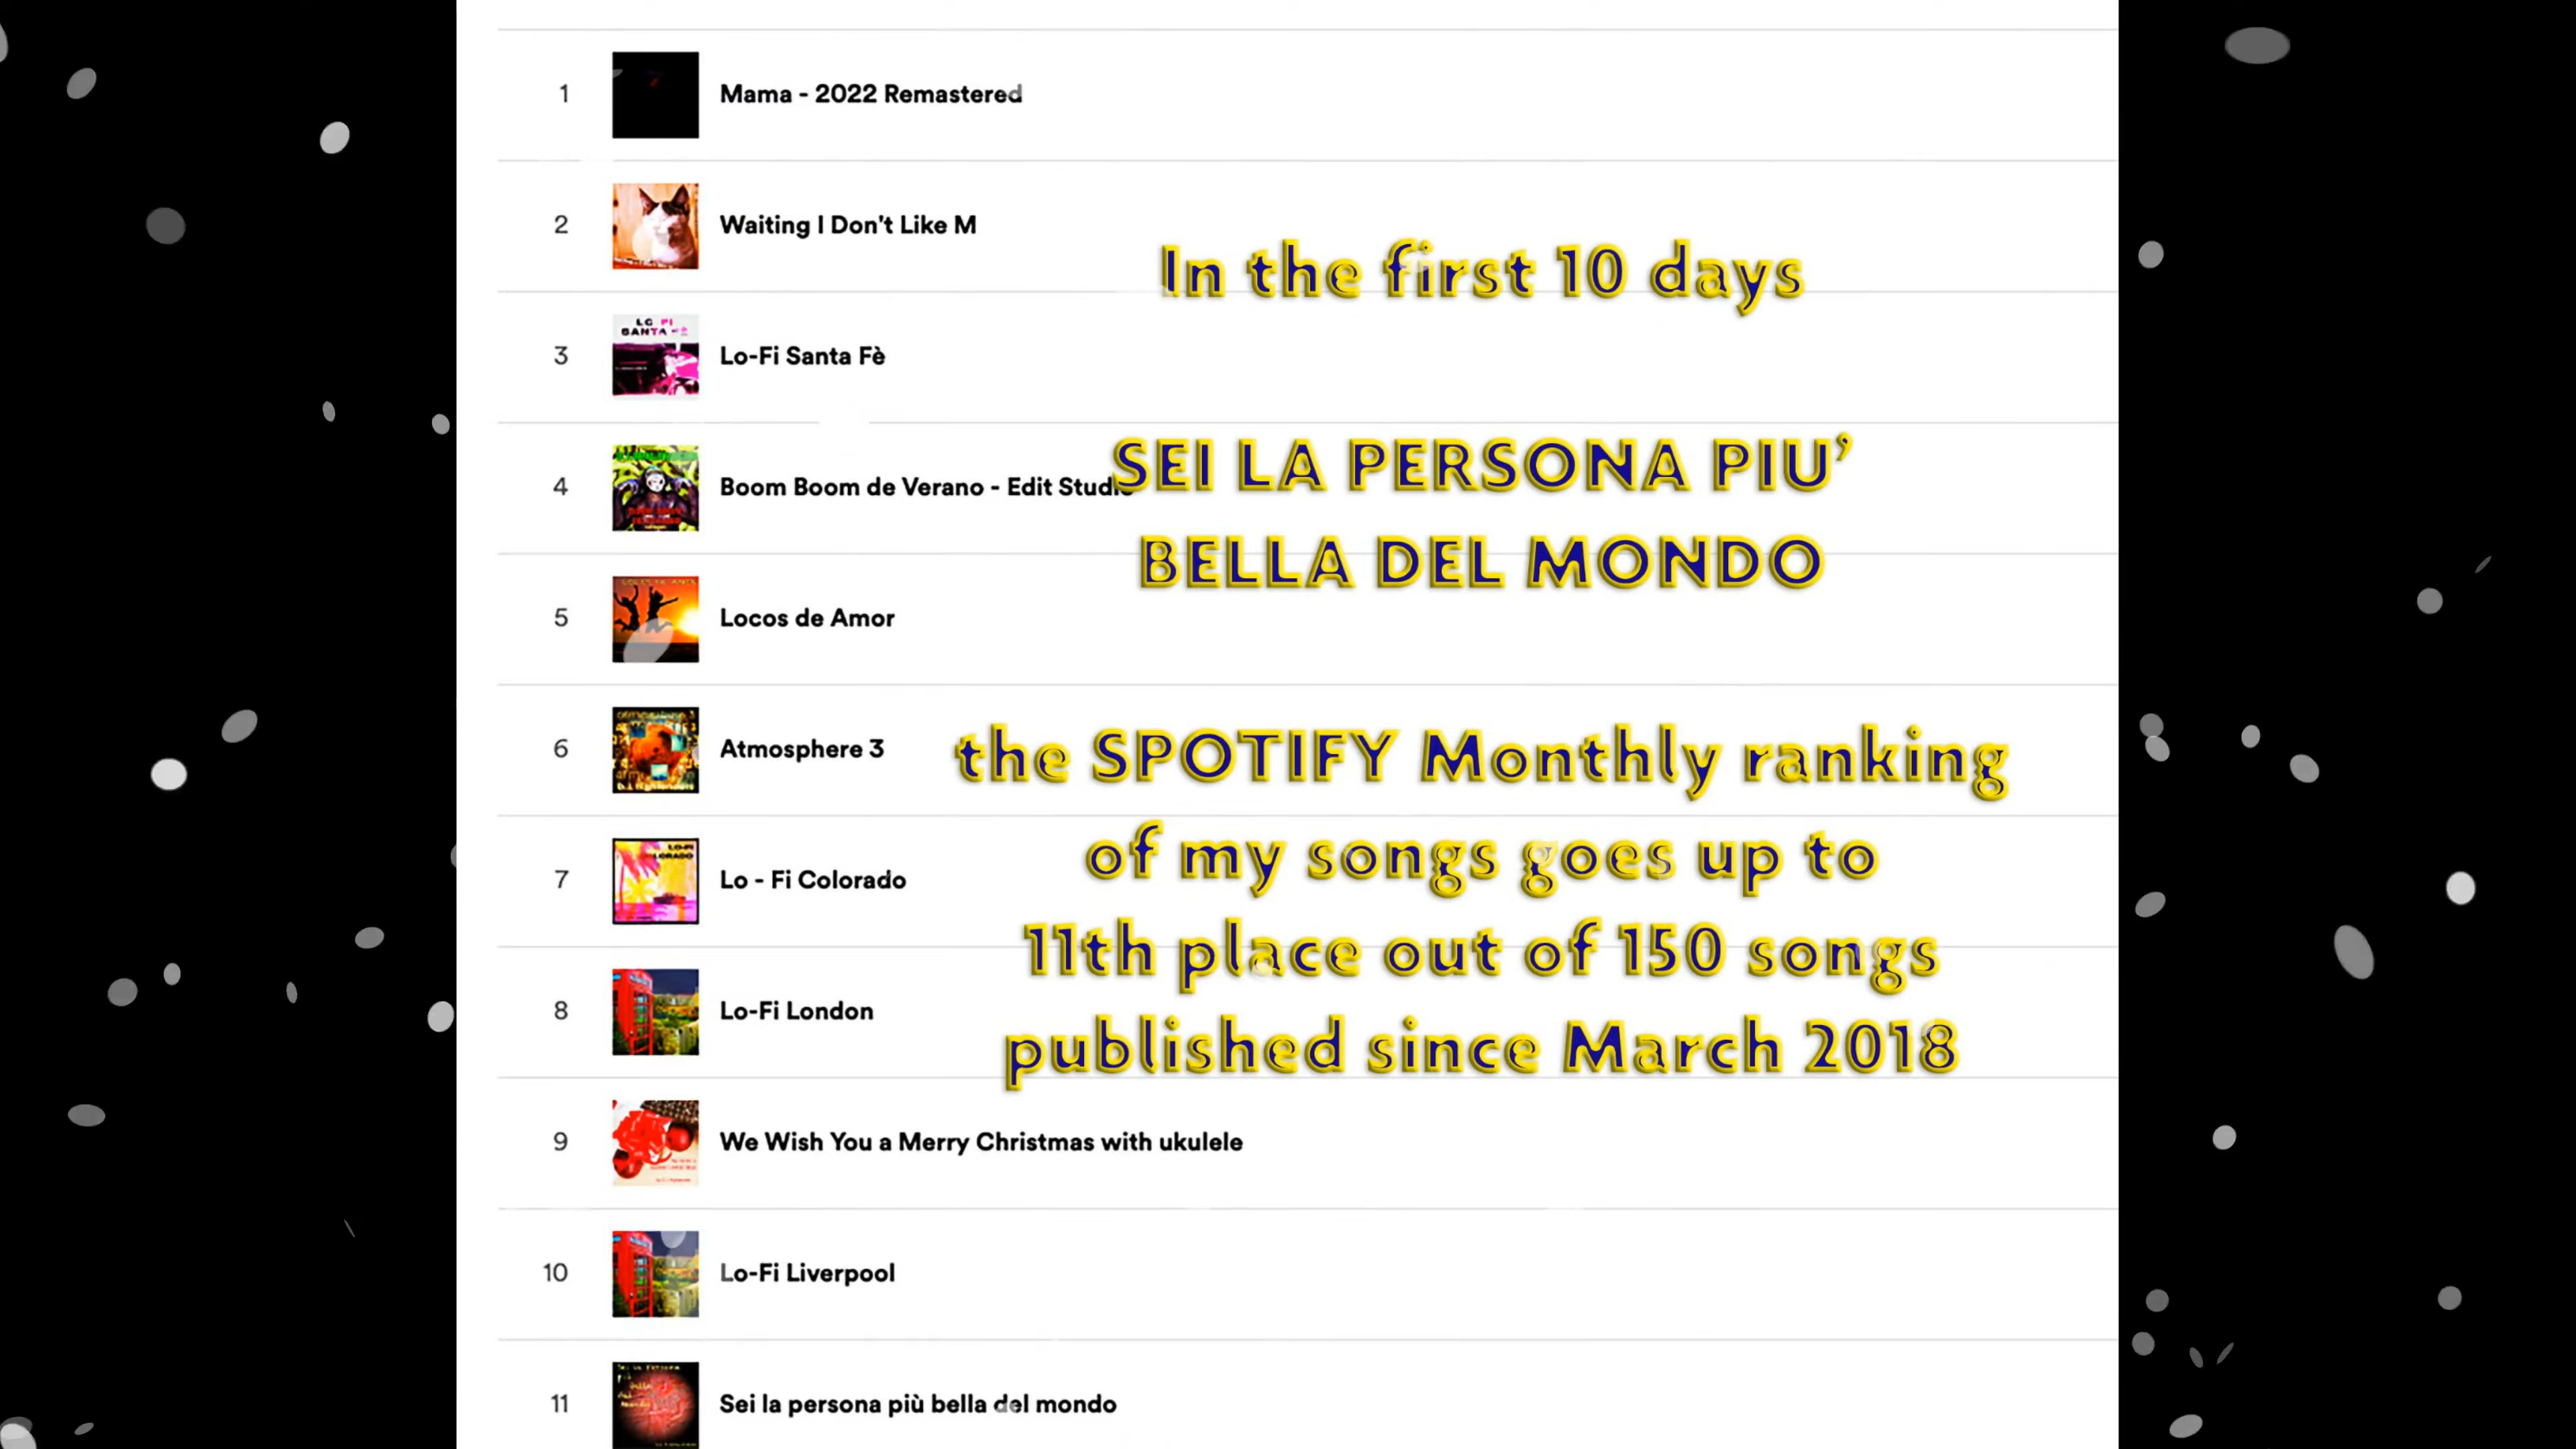 1 Mama - 2022 Remastered
2 Waiting I Don't Like M
In the first 10 days
3 Lo-Fi Santa Fè
4 Boom Boom de Verano - Edit Studio
SEI LA PERSONA PIU’
BELLA DEL MONDO
5 Locos de Amor
6 Atmosphere 3
the SPOTIFY Monthly ranking
of my songs goes up to
7 Lo - Fi Colorado
11th place out of 150 songs
8 Lo-Fi London
published since March 2018
9 We Wish You a Merry Christmas with ukulele
10 Lo-Fi Liverpool
11 Sei la persona più bella del mondo